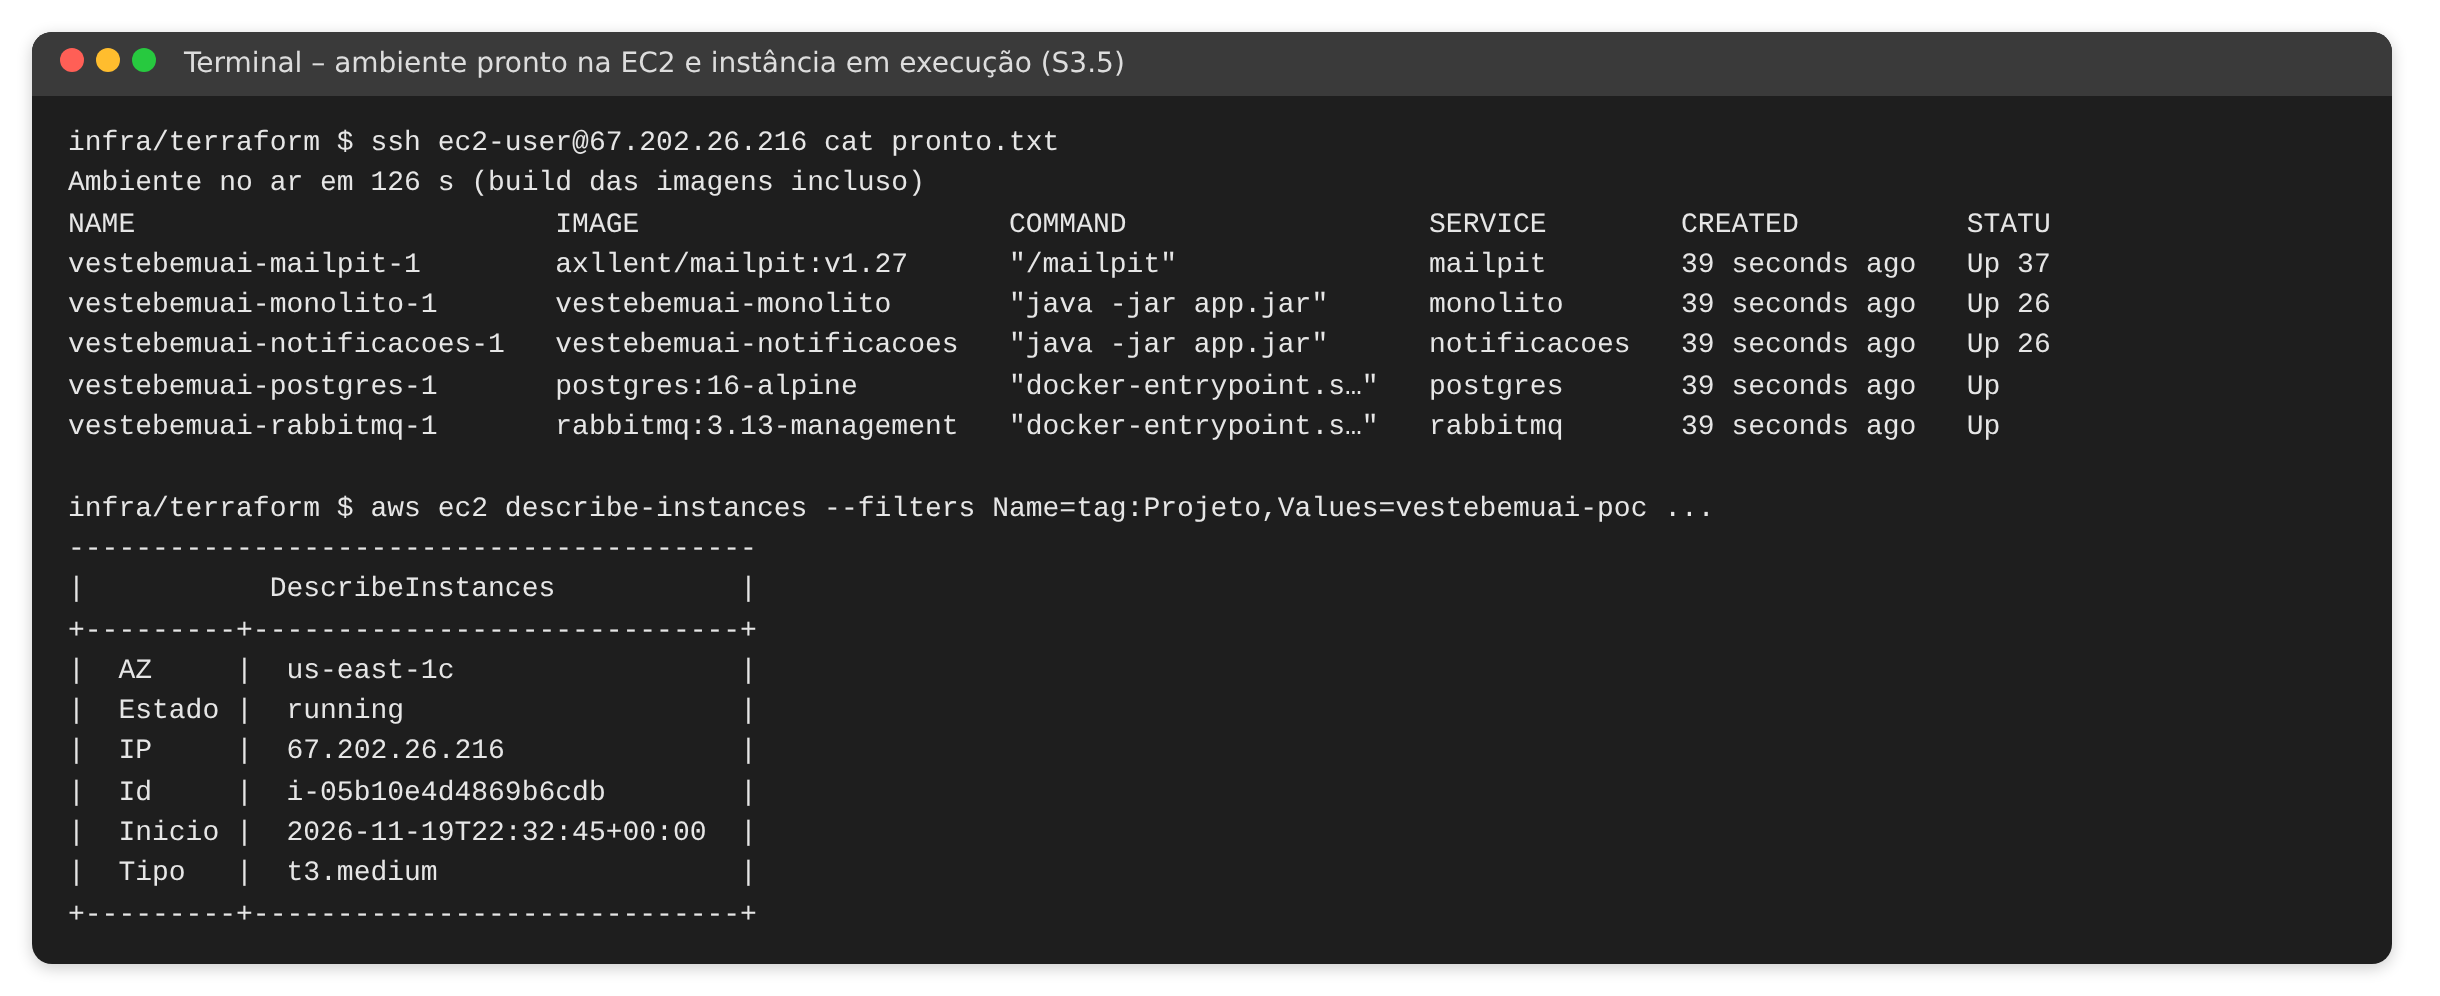 Terminal – ambiente pronto na EC2 e instância em execução (S3.5)
infra/terraform $ ssh ec2-user@67.202.26.216 cat pronto.txt
Ambiente no ar em 126 s (build das imagens incluso)
NAME                         IMAGE                      COMMAND                  SERVICE        CREATED          STATU
vestebemuai-mailpit-1        axllent/mailpit:v1.27      "/mailpit"               mailpit        39 seconds ago   Up 37
vestebemuai-monolito-1       vestebemuai-monolito       "java -jar app.jar"      monolito       39 seconds ago   Up 26
vestebemuai-notificacoes-1   vestebemuai-notificacoes   "java -jar app.jar"      notificacoes   39 seconds ago   Up 26
vestebemuai-postgres-1       postgres:16-alpine         "docker-entrypoint.s…"   postgres       39 seconds ago   Up
vestebemuai-rabbitmq-1       rabbitmq:3.13-management   "docker-entrypoint.s…"   rabbitmq       39 seconds ago   Up
infra/terraform $ aws ec2 describe-instances --filters Name=tag:Projeto,Values=vestebemuai-poc ...
-----------------------------------------
|           DescribeInstances           |
+---------+-----------------------------+
|  AZ     |  us-east-1c                 |
|  Estado |  running                    |
|  IP     |  67.202.26.216              |
|  Id     |  i-05b10e4d4869b6cdb        |
|  Inicio |  2026-11-19T22:32:45+00:00  |
|  Tipo   |  t3.medium                  |
+---------+-----------------------------+